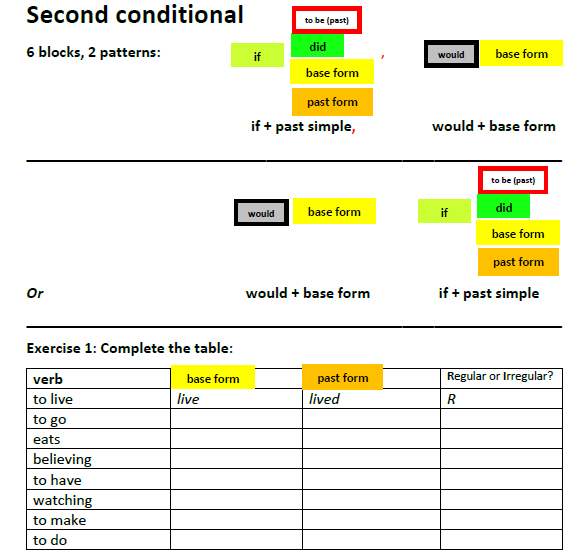 Second conditional
to be (past)
6 blocks, 2 patterns:
if
did
,
would
base form
base form
past form
if + past simple,
would + base form
to be (past)
would
base form
if
did
base form
past form
Or
would + base form
if + past simple
Exercise 1: Complete the table:
verb base form past form Regular or Irregular?
to live live lived R
to go
eats
believing
to have
watching
to make
to do